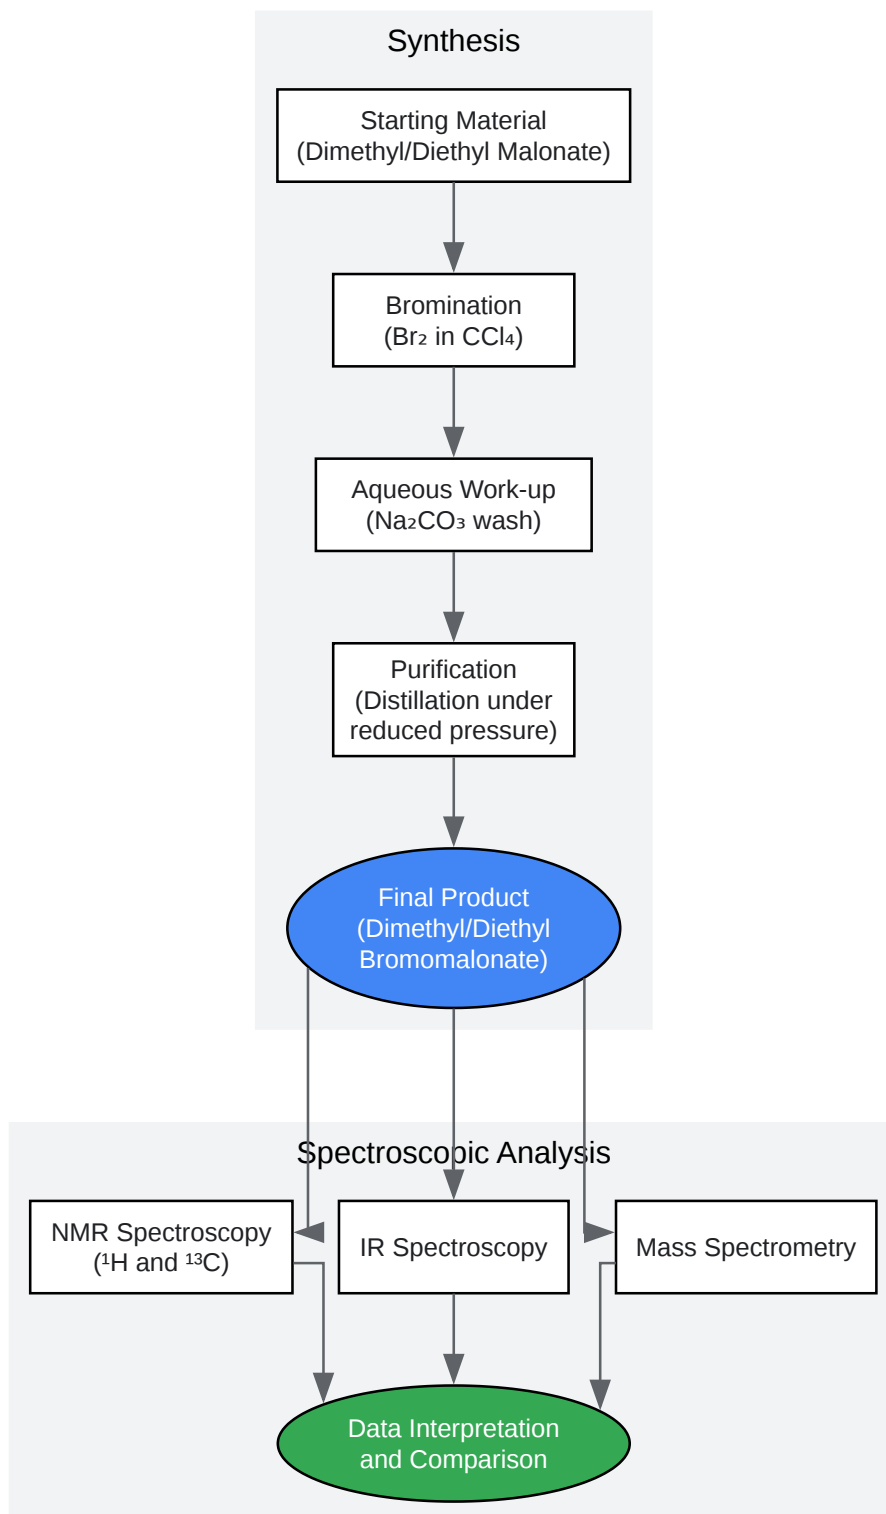 Synthesis
Starting Material
(Dimethyl/Diethyl Malonate)
Bromination
(Br₂ in CCl₄)
Aqueous Work-up
(Na₂CO₃ wash)
Purification
(Distillation under
reduced pressure)
Final Product
(Dimethyl/Diethyl
Bromomalonate)
Spectroscopic Analysis
NMR Spectroscopy
(¹H and ¹³C)
IR Spectroscopy
Mass Spectrometry
Data Interpretation
and Comparison